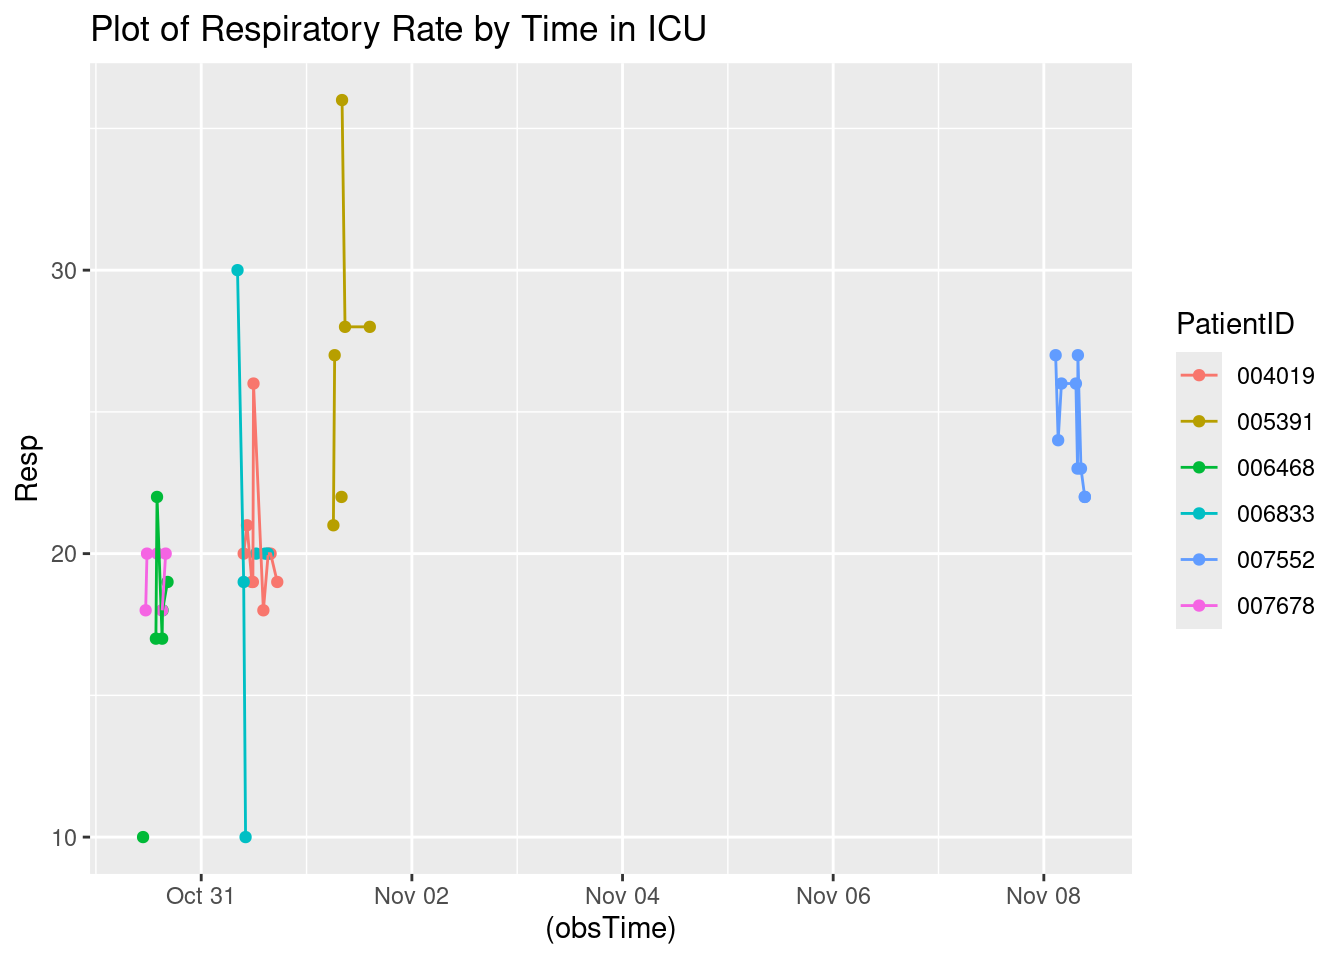 Plot of Respiratory Rate by Time in ICU
Resp
30
20
10
Oct 31
Nov 02
Nov 04
Nov 06
Nov 08
(obsTime)
PatientID
004019
005391
006468
006833
007552
007678